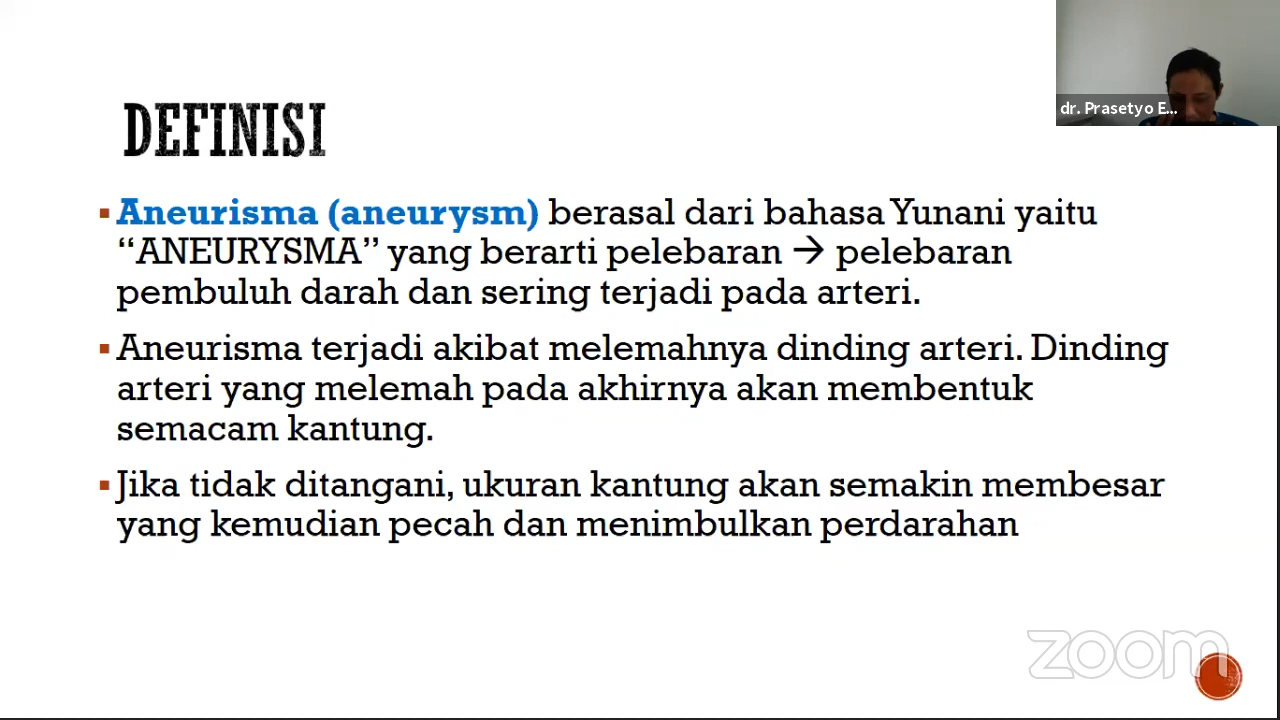 dr. Prasetyo E...
DEFINISI
Aneurisma (aneurysm) berasal dari bahasa Yunani yaitu
“ANEURYSMA” yang berarti pelebaran → pelebaran
pembuluh darah dan sering terjadi pada arteri.
Aneurisma terjadi akibat melemahnya dinding arteri. Dinding
arteri yang melemah pada akhirnya akan membentuk
semacam kantung.
Jika tidak ditangani, ukuran kantung akan semakin membesar
yang kemudian pecah dan menimbulkan perdarahan
zoom